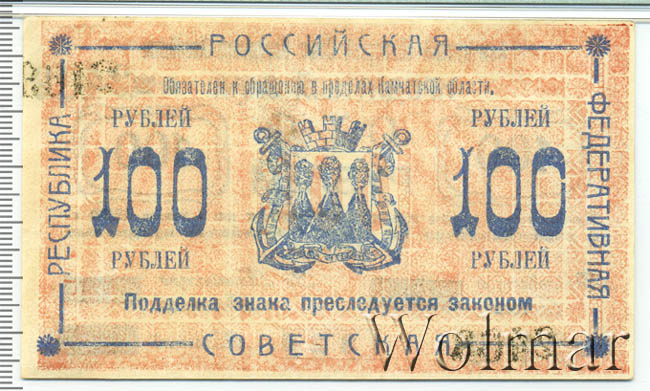 РОССИЙСКАЯ
Обязателен к обращению в пределах Камчатской области.
РЕСПУБЛИКА
ФЕДЕРАТИВНАЯ
РУБЛЕЙ
100
РУБЛЕЙ
РУБЛЕЙ
100
РУБЛЕЙ
Подделка знака преследуется законом
СОВЕТСКАЯ
Wolmar